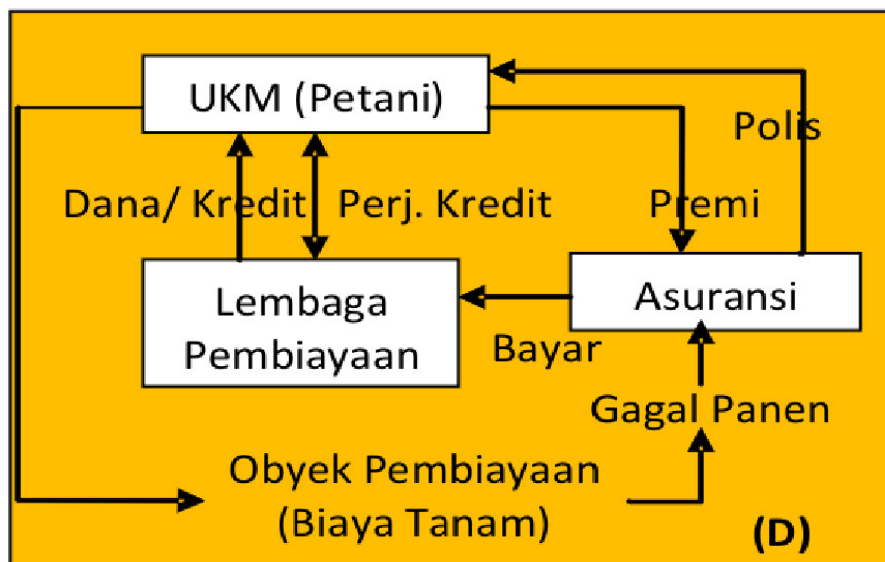 UKM (Petani)
Polis
Dana/ Kredit
Perj. Kredit
Premi
Lembaga
Pembiayaan
Asuransi
Bayar
Gagal Panen
Obyek Pembiayaan
(Biaya Tanam)
(D)